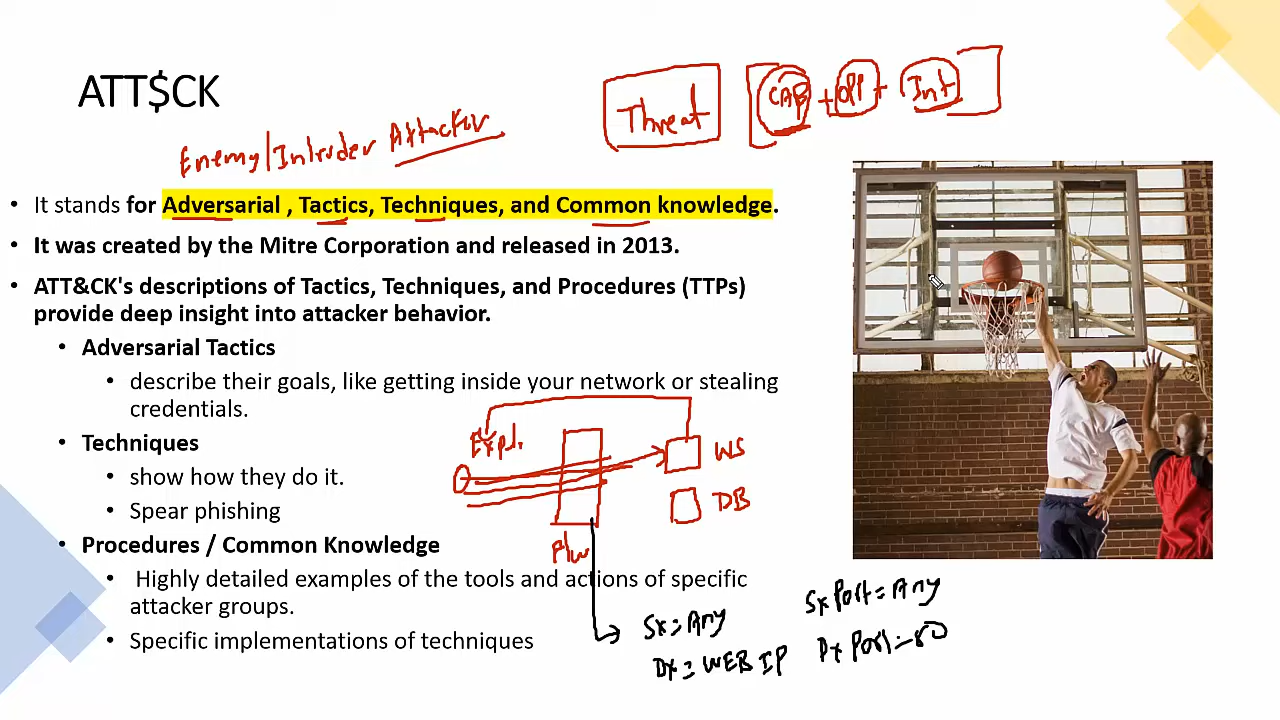 ATT$CK
Threat [CAP + OPP + Int]
Enemy/Intruder Attacker
• It stands for Adversarial , Tactics, Techniques, and Common knowledge.
• It was created by the Mitre Corporation and released in 2013.
• ATT&CK's descriptions of Tactics, Techniques, and Procedures (TTPs)
provide deep insight into attacker behavior.
• Adversarial Tactics
• describe their goals, like getting inside your network or stealing
credentials.
• Techniques
Expl.
WS
• show how they do it.
• Spear phishing
DB
• Procedures / Common Knowledge
F/w
• Highly detailed examples of the tools and actions of specific
attacker groups.
• Specific implementations of techniques
Sx = Any
Sx Port = Any
Dx = WEB IP
Dx Port = 80